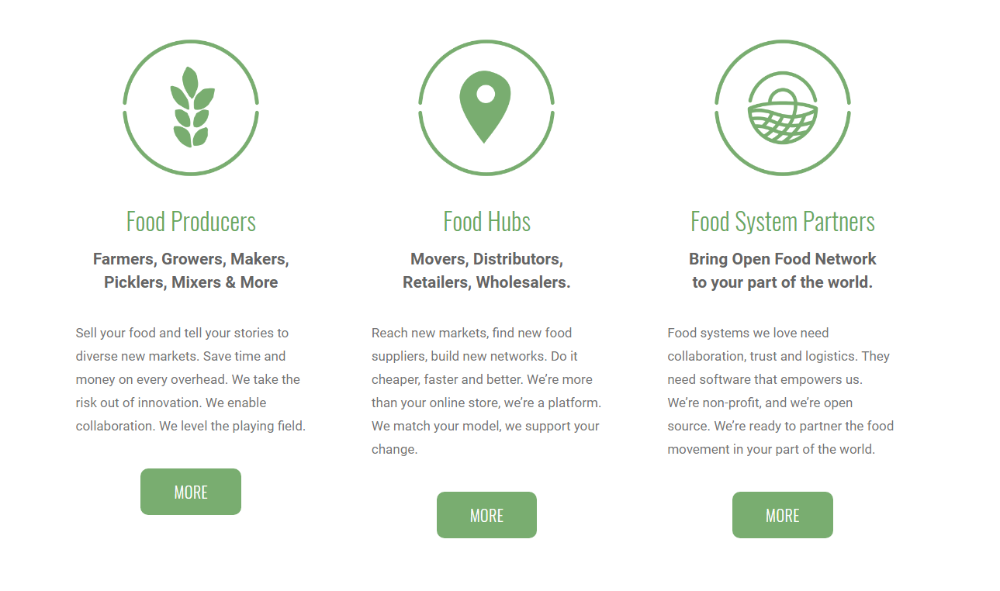 Food Producers
Farmers, Growers, Makers,
Picklers, Mixers & More
Sell your food and tell your stories to
diverse new markets. Save time and
money on every overhead. We take the
risk out of innovation. We enable
collaboration. We level the playing field.
MORE
Food Hubs
Movers, Distributors,
Retailers, Wholesalers.
Reach new markets, find new food
suppliers, build new networks. Do it
cheaper, faster and better. We’re more
than your online store, we’re a platform.
We match your model, we support your
change.
MORE
Food System Partners
Bring Open Food Network
to your part of the world.
Food systems we love need
collaboration, trust and logistics. They
need software that empowers us.
We’re non-profit, and we’re open
source. We’re ready to partner the food
movement in your part of the world.
MORE